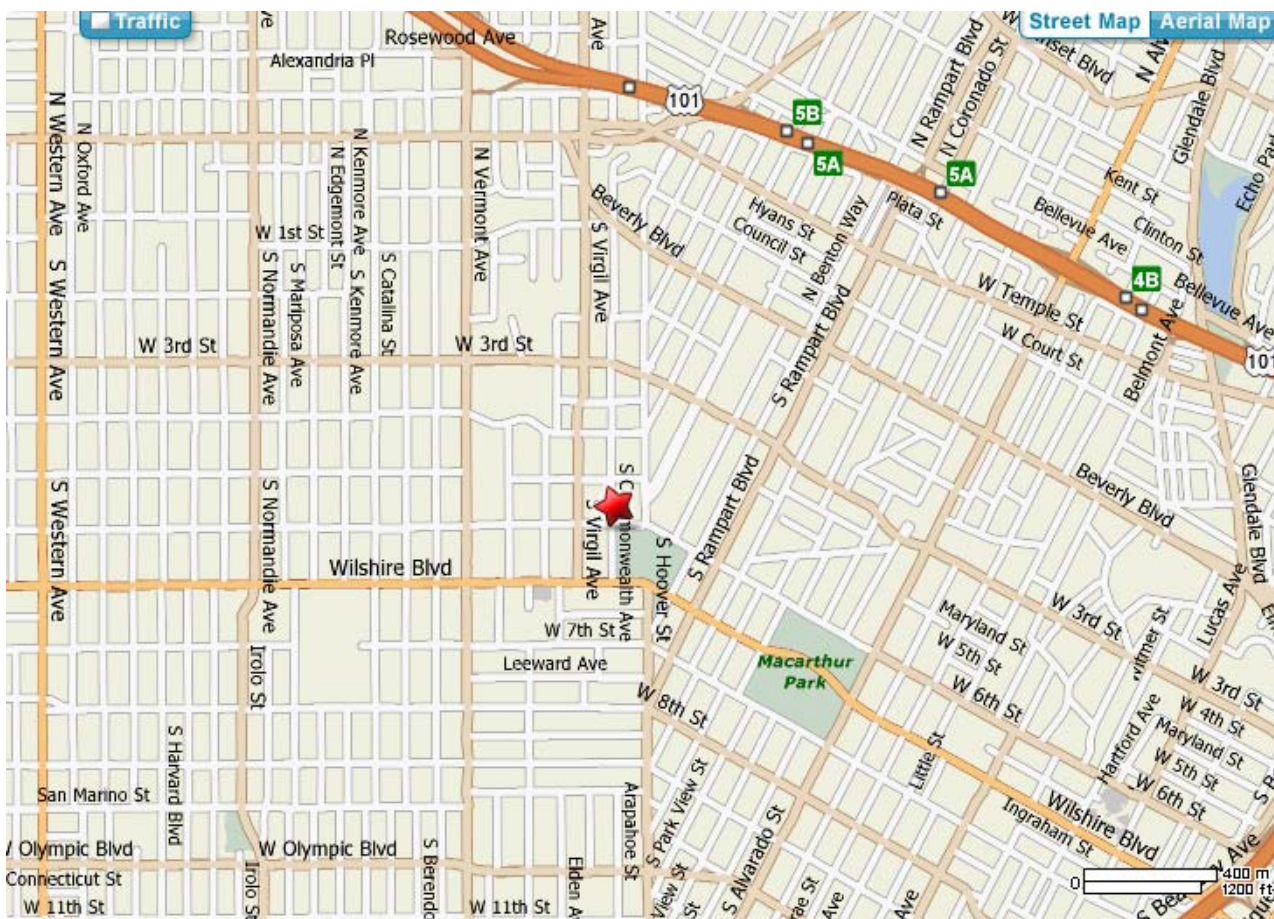 Traffic
Street Map
Aerial Map
Rosewood Ave
Alexandria Pl
Ave
101
5B
5A
5A
N Rampart Blvd
N Coronado St
Glendale Blvd
Kent St
Bellevue Ave
Clinton St
Bellevue Ave
4B
101
N Western Ave
N Oxford Ave
N Kenmore Ave
N Edgemont St
N Vermont Ave
W 1st St
S Western Ave
S Normandie Ave
S Mariposa Ave
S Kenmore Ave
S Catalina St
S Virgil Ave
Beverly Blvd
Hyans St
Council St
N Benton Way
Plata St
W Temple St
W Court St
Belmont Ave
W 3rd St
W 3rd St
S Rampart Blvd
S Western Ave
S Normandie Ave
S Virgil Ave
S Rampart Blvd
S Hoover St
Beverly Blvd
Glendale Blvd
Wilshire Blvd
W 7th St
Leeward Ave
Irolo St
Macarthur
Park
Maryland St
W 5th St
W 6th St
W 3rd St
Lucas Ave
W 3rd St
W 4th St
Maryland St
W 5th St
W 6th St
Hartford Ave
W 8th St
S Harvard Blvd
San Marino St
Little St
Wilshire Blvd
Ingraham St
Arapahoe St
S Park View St
S Alvarado St
W Olympic Blvd
Connecticut St
W 11th St
Irolo St
W 11th St
0
400 m
1200 ft